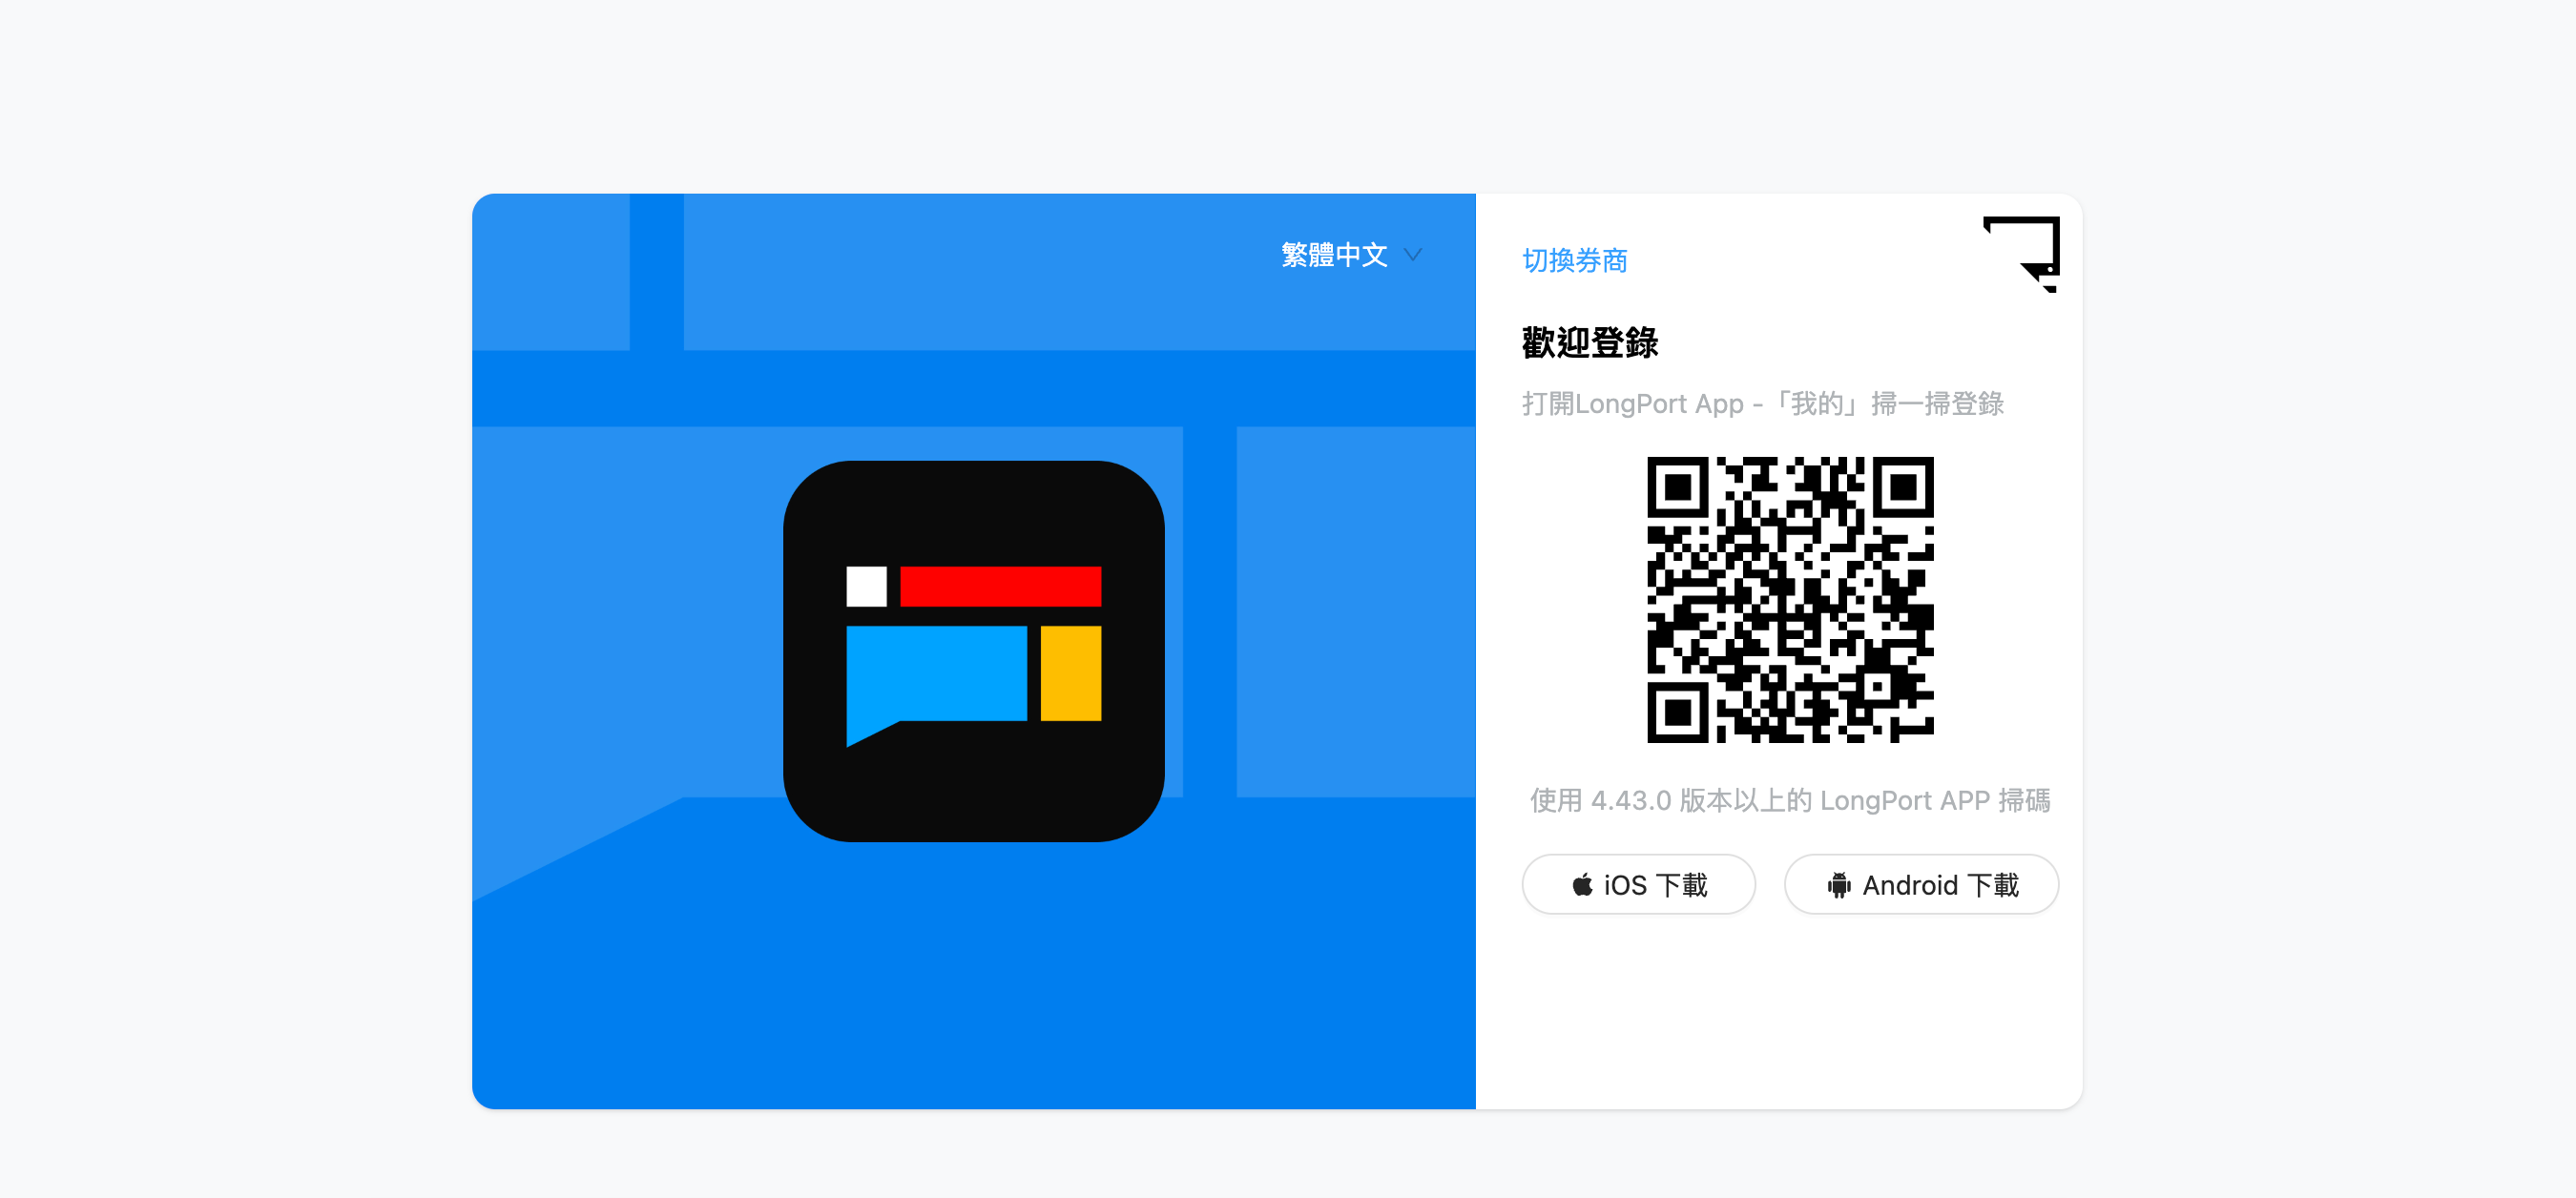 繁體中文
切換券商
歡迎登錄
打開LongPort App -「我的」掃一掃登錄
使用 4.43.0 版本以上的 LongPort APP 掃碼
iOS 下載
Android 下載